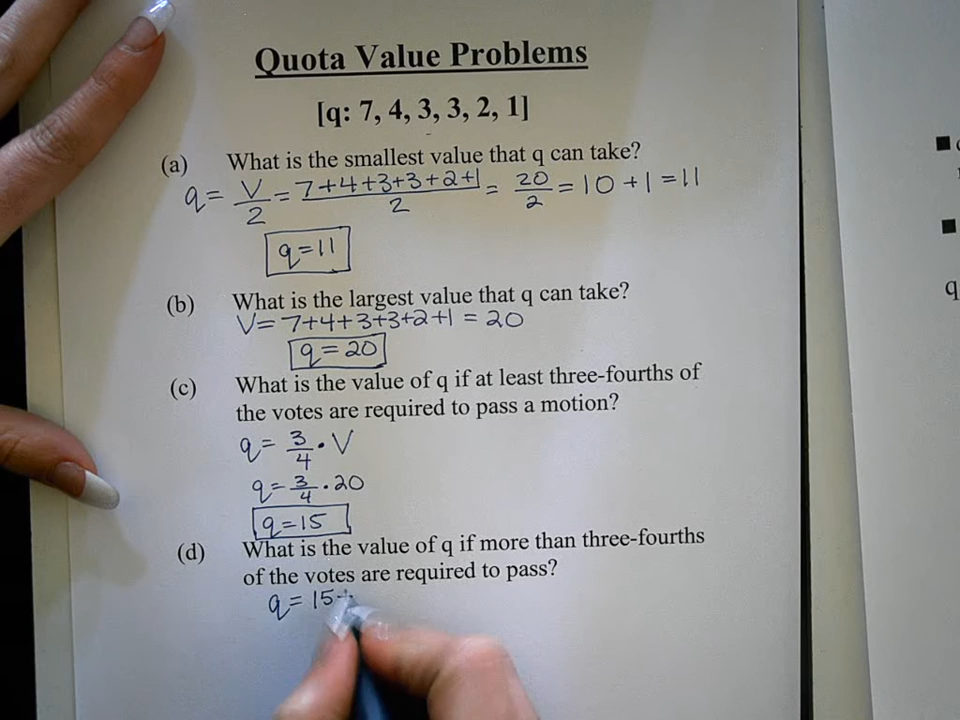 Quota Value Problems
[q: 7, 4, 3, 3, 2, 1]
(a) What is the smallest value that q can take?
q = V/2 = 7+4+3+3+2+1/2 = 20/2 = 10 + 1 = 11
q = 11
(b) What is the largest value that q can take?
V = 7+4+3+3+2+1 = 20
q = 20
(c) What is the value of q if at least three-fourths of
the votes are required to pass a motion?
q = 3/4 • V
q = 3/4 • 20
q = 15
(d) What is the value of q if more than three-fourths
of the votes are required to pass?
q = 15+
q